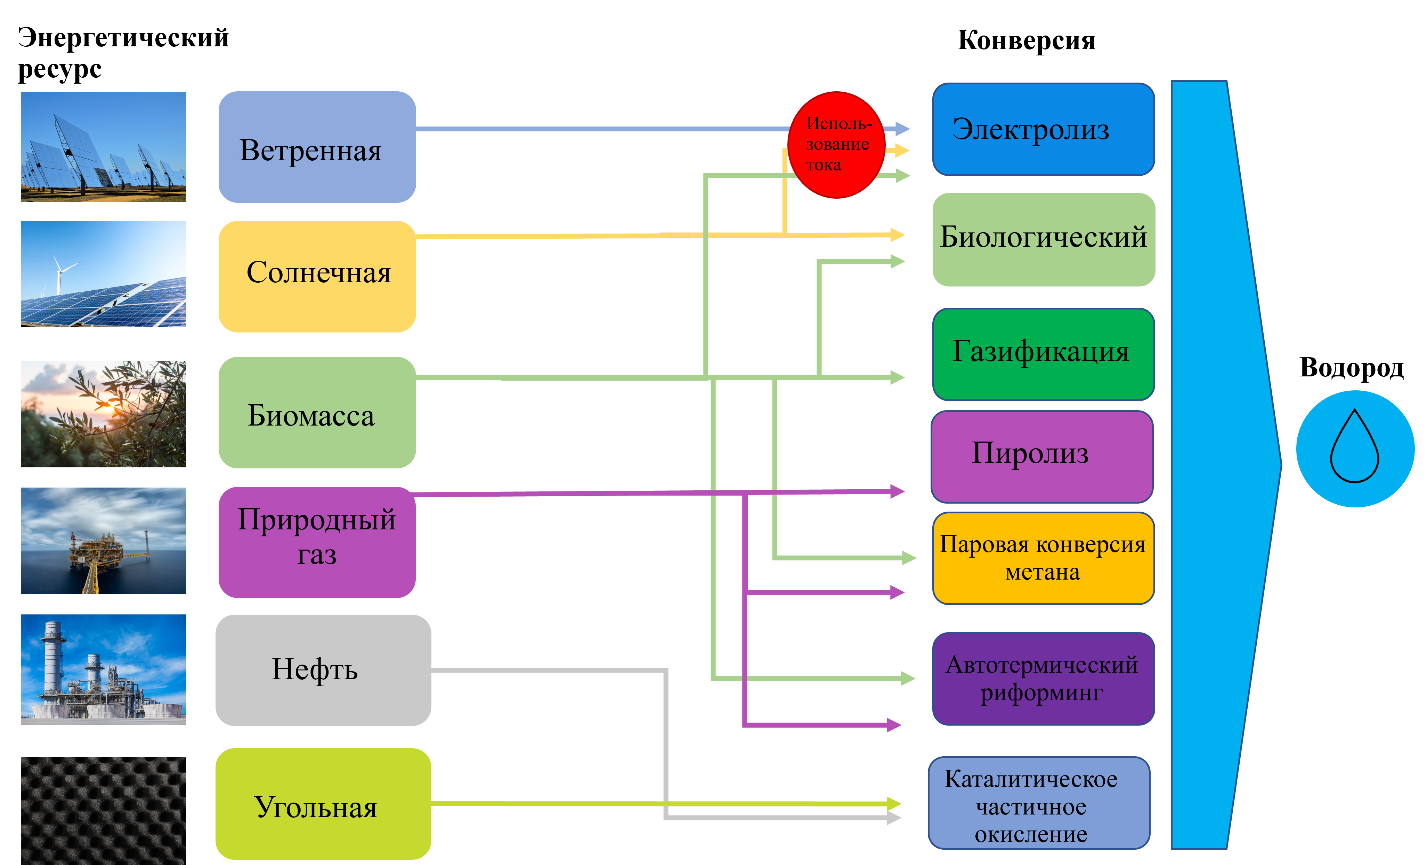 Энергетический
ресурс
Конверсия
Ветренная
Исполь-
зование
тока
Электролиз
Солнечная
Биологический
Биомасса
Газификация
Водород
Природный
газ
Пиролиз
Паровая конверсия
метана
Нефть
Автотермический
риформинг
Угольная
Каталитическое
частичное
окисление